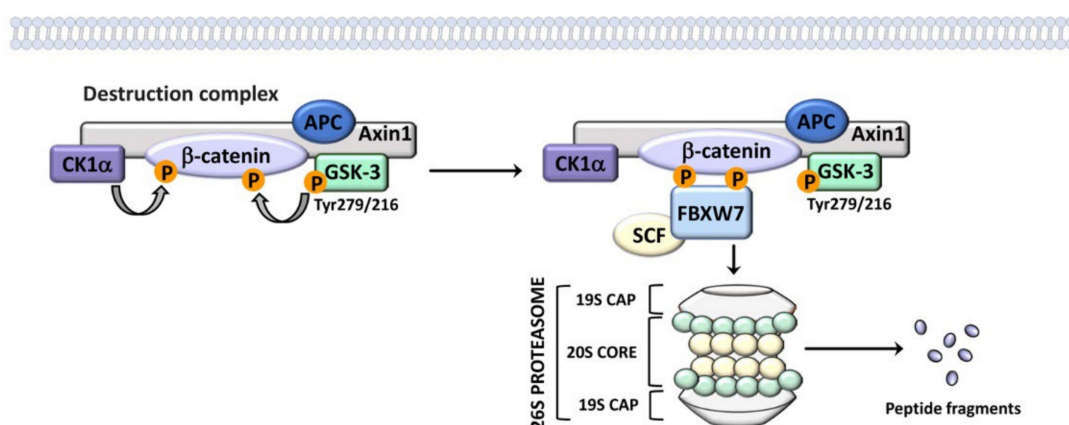 Destruction complex
APC
Axin1
CK1α
β-catenin
GSK-3
P
P
P
Tyr279/216
APC
Axin1
CK1α
β-catenin
GSK-3
P
P
P
Tyr279/216
FBXW7
SCF
26S PROTEASOME
19S CAP
20S CORE
19S CAP
Peptide fragments